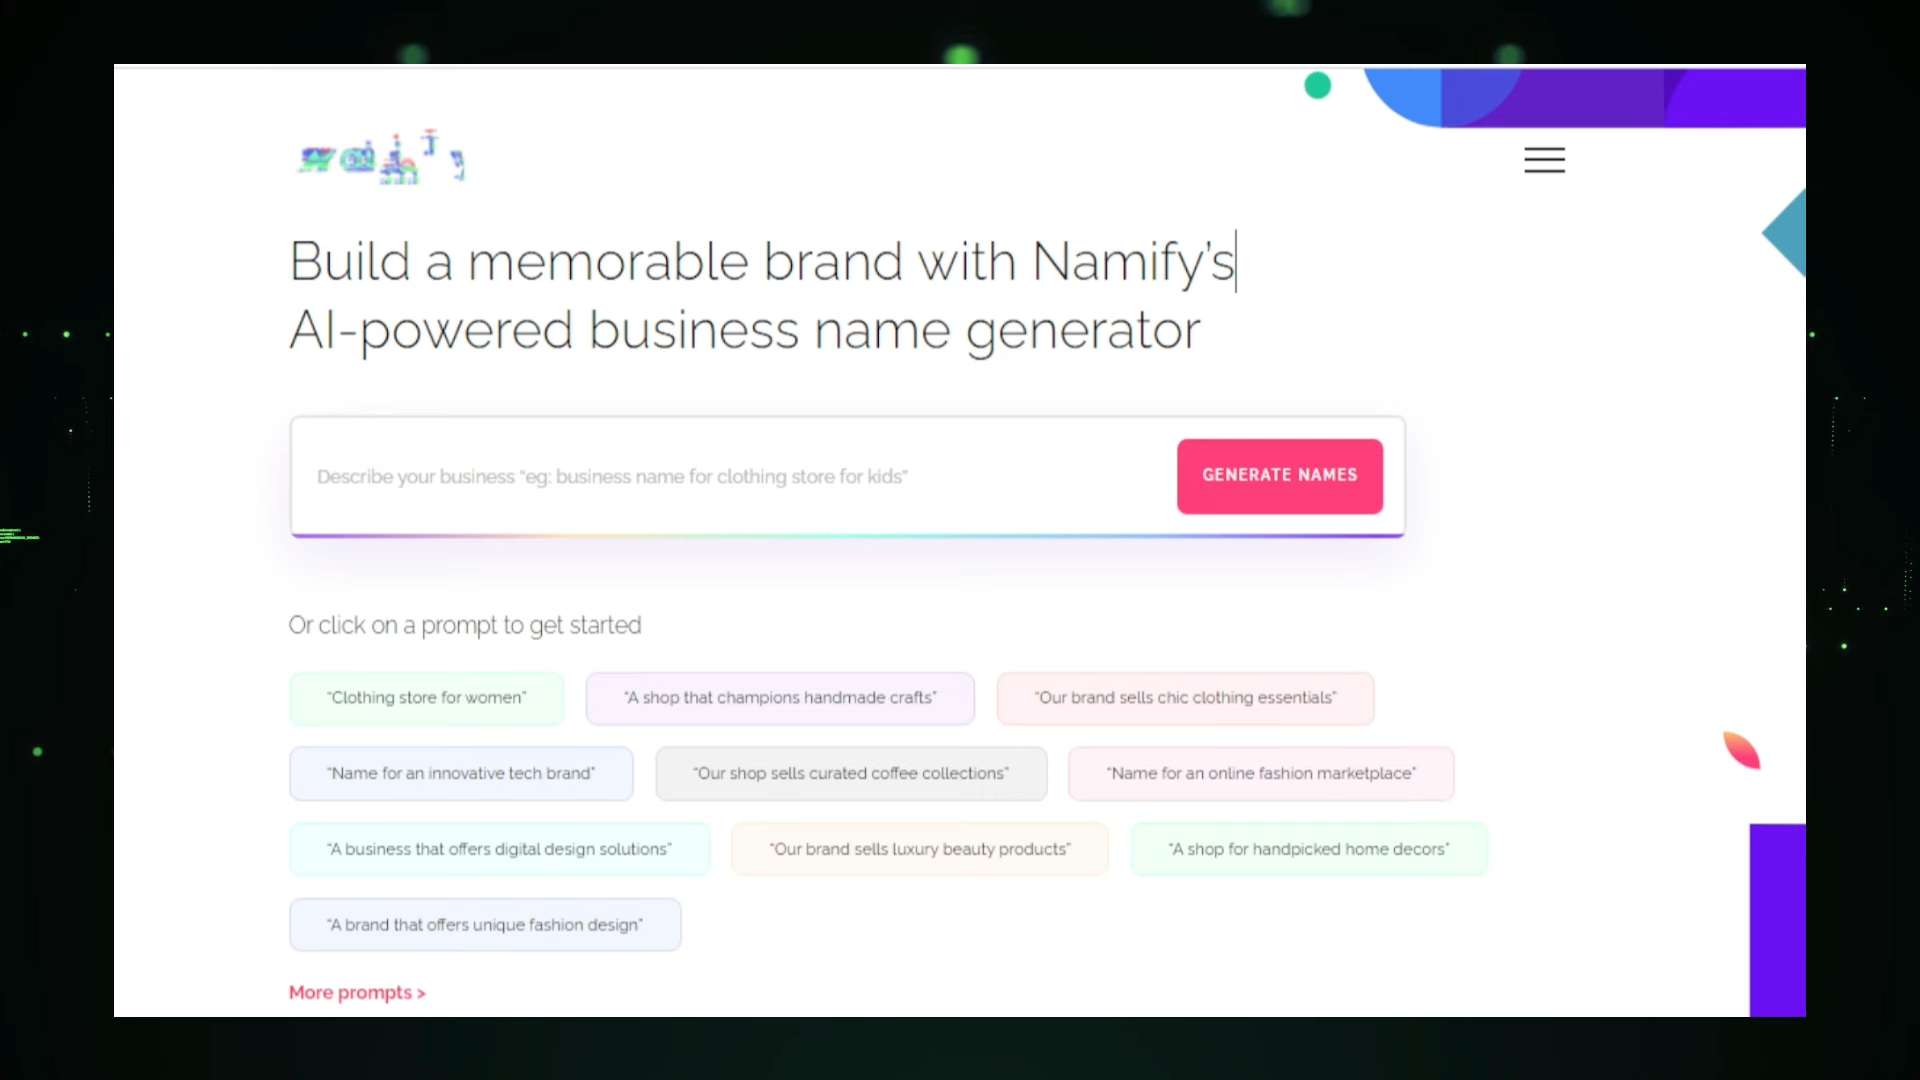 Build a memorable brand with Namify’s
AI-powered business name generator
Describe your business “eg: business name for clothing store for kids”
GENERATE NAMES
Or click on a prompt to get started
“Clothing store for women”
“A shop that champions handmade crafts”
“Our brand sells chic clothing essentials”
“Name for an innovative tech brand”
“Our shop sells curated coffee collections”
“Name for an online fashion marketplace”
“A business that offers digital design solutions”
“Our brand sells luxury beauty products”
“A shop for handpicked home decors”
“A brand that offers unique fashion design”
More prompts >